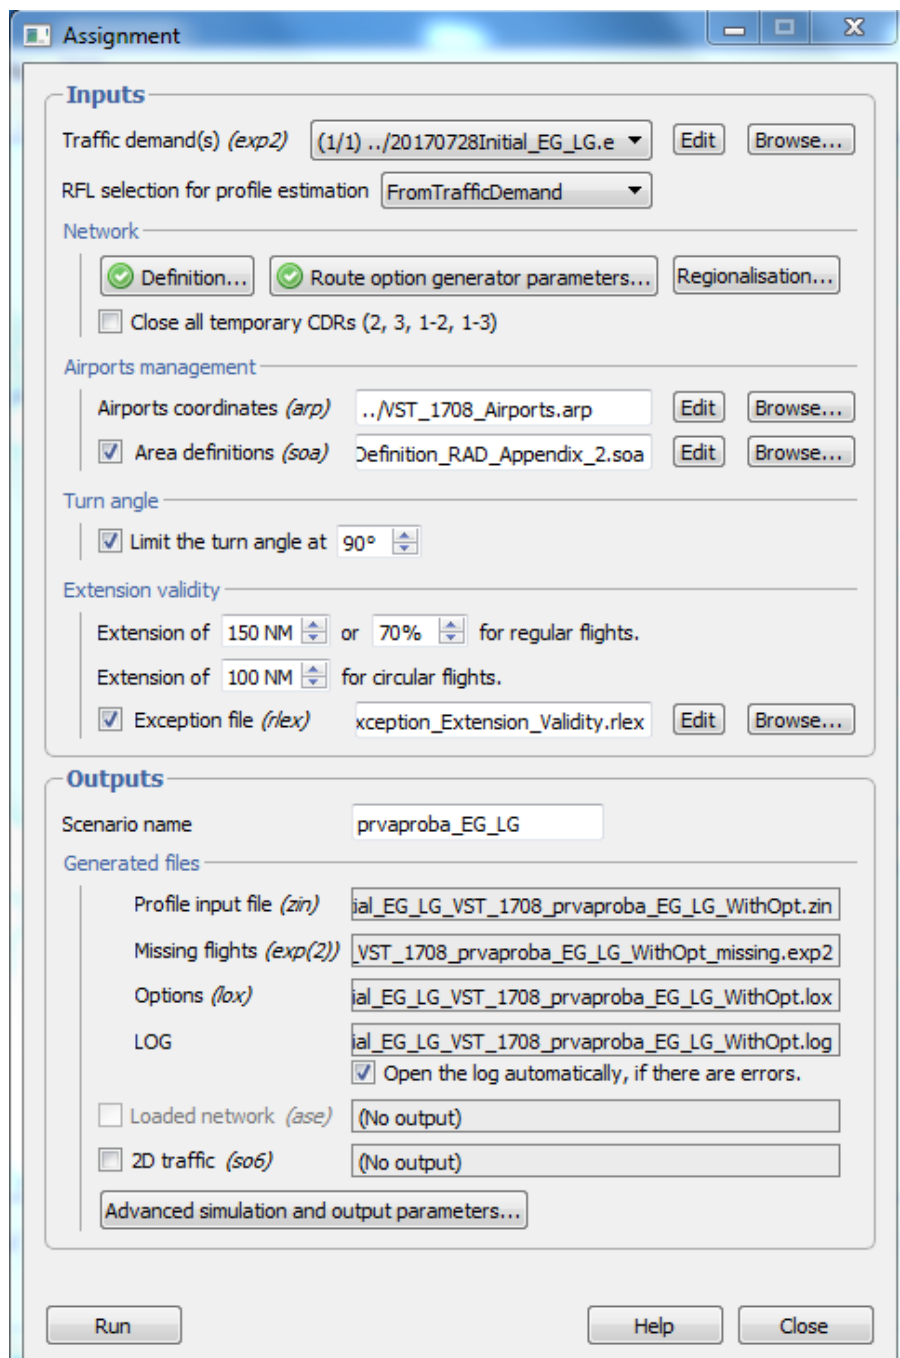 Assignment
Inputs
Traffic demand(s) (exp2) (1/1) ../20170728Initial_EG_LG.e Edit Browse...
RFL selection for profile estimation FromTrafficDemand
Network
Definition... Route option generator parameters... Regionalisation...
Close all temporary CDRs (2, 3, 1-2, 1-3)
Airports management
Airports coordinates (arp) ../VST_1708_Airports.arp Edit Browse...
Area definitions (soa) Definition_RAD_Appendix_2.soa Edit Browse...
Turn angle
Limit the turn angle at 90°
Extension validity
Extension of 150 NM or 70% for regular flights.
Extension of 100 NM for circular flights.
Exception file (rlex) xception_Extension_Validity.rlex Edit Browse...
Outputs
Scenario name prvaproba_EG_LG
Generated files
Profile input file (zin) ial_EG_LG_VST_1708_prvaproba_EG_LG_WithOpt.zin
Missing flights (exp(2)) _VST_1708_prvaproba_EG_LG_WithOpt_missing.exp2
Options (lox) ial_EG_LG_VST_1708_prvaproba_EG_LG_WithOpt.lox
LOG ial_EG_LG_VST_1708_prvaproba_EG_LG_WithOpt.log
Open the log automatically, if there are errors.
Loaded network (ase) (No output)
2D traffic (so6) (No output)
Advanced simulation and output parameters...
Run Help Close